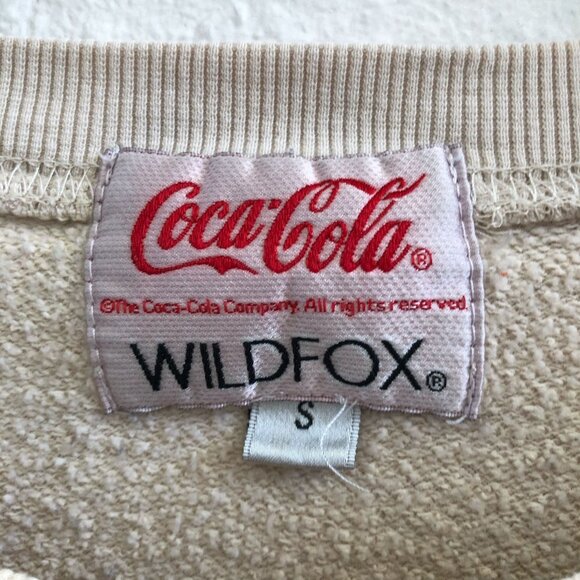 Coca-Cola®
©The Coca-Cola Company. All rights reserved.
WILDFOX®
S